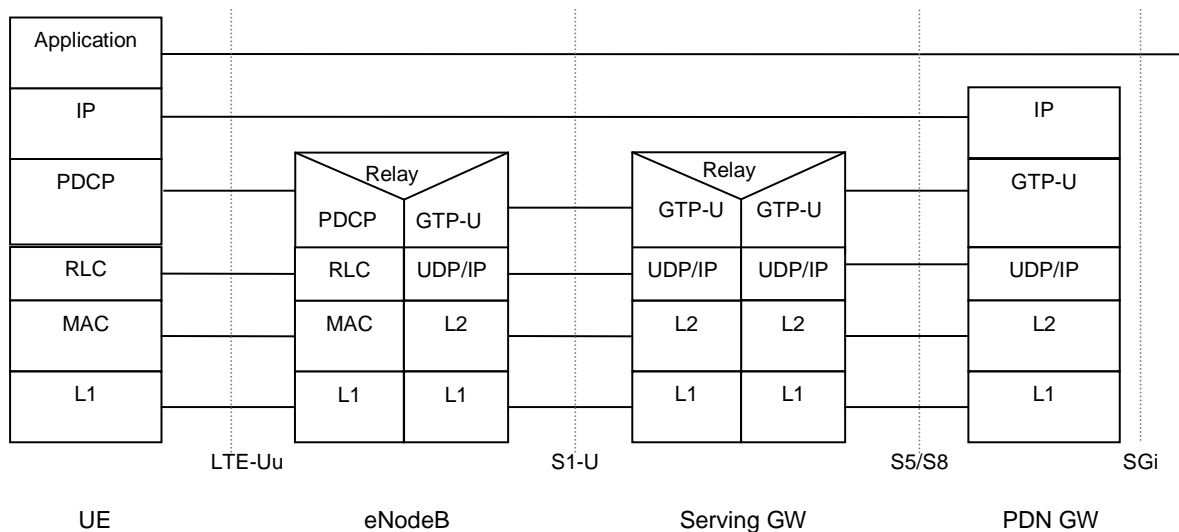 Application
IP
IP
PDCP
Relay
Relay
GTP-U
PDCP GTP-U
GTP-U GTP-U
RLC
RLC UDP/IP
UDP/IP UDP/IP
UDP/IP
MAC
MAC L2
L2 L2
L2
L1
L1 L1
L1 L1
L1
LTE-Uu
S1-U
S5/S8
SGi
UE
eNodeB
Serving GW
PDN GW